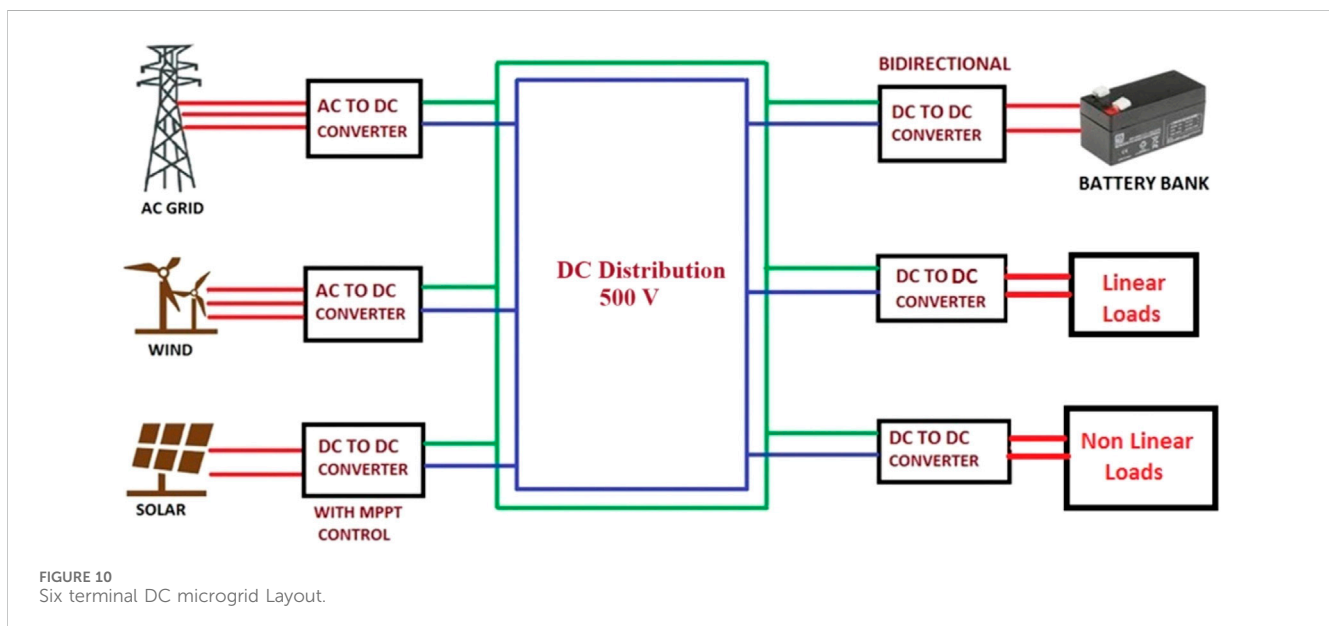 AC GRID
AC TO DC
CONVERTER
WIND
AC TO DC
CONVERTER
SOLAR
DC TO DC
CONVERTER
WITH MPPT
CONTROL
DC Distribution
500 V
BIDIRECTIONAL
DC TO DC
CONVERTER
BATTERY BANK
DC TO DC
CONVERTER
Linear
Loads
DC TO DC
CONVERTER
Non Linear
Loads
FIGURE 10
Six terminal DC microgrid Layout.